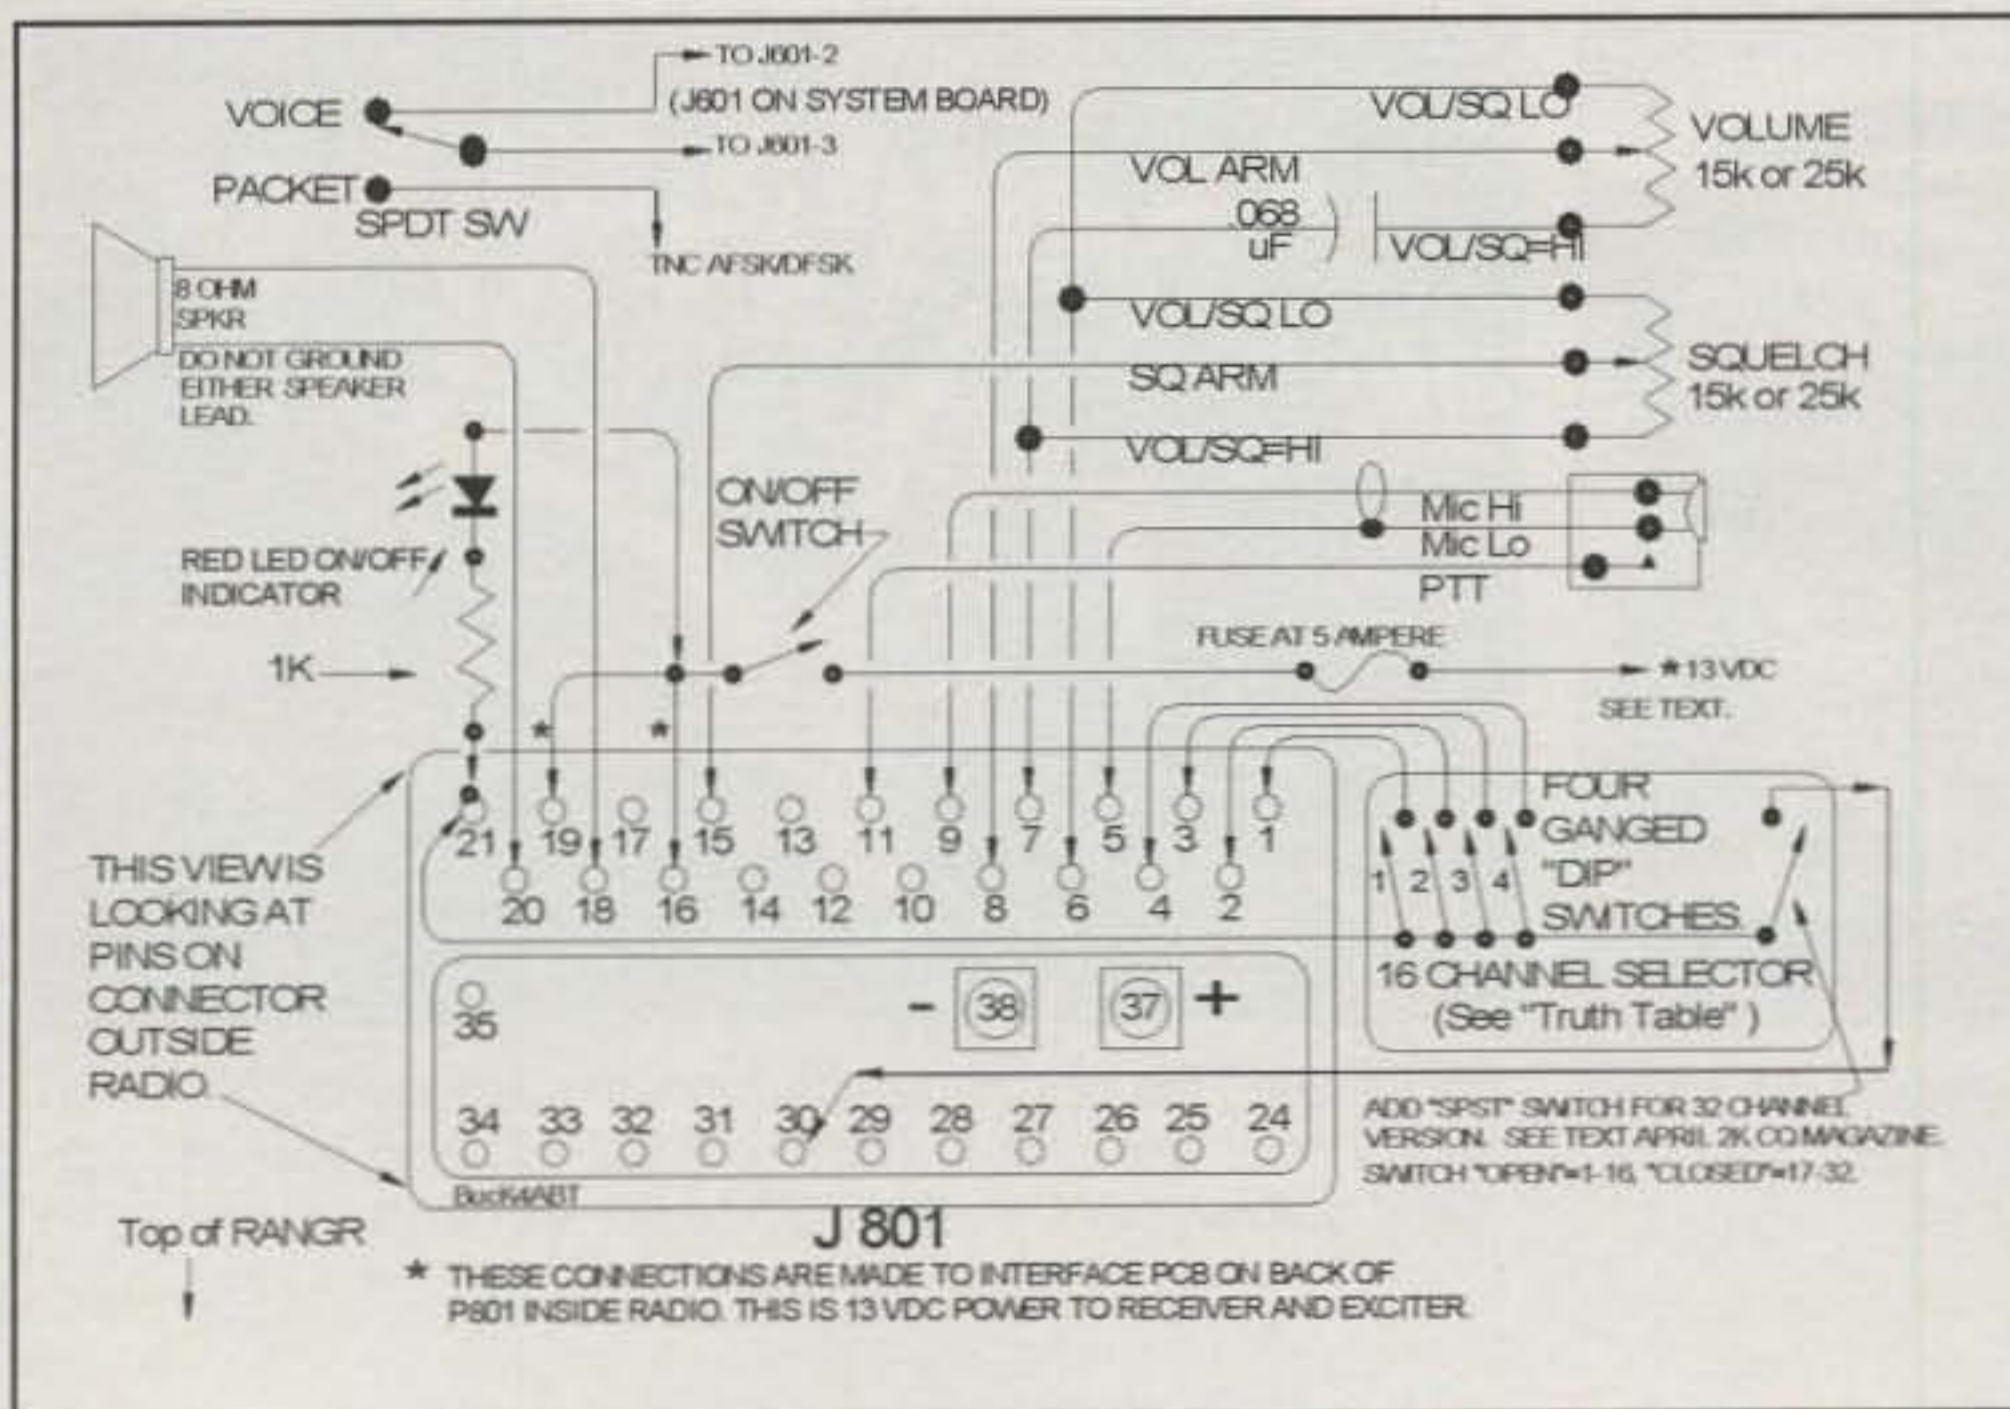 TO J601-2
VOICE
(J601 ON SYSTEM BOARD)
TO J601-3
PACKET
SPDT SW
TNC AFSK/DFSK
VOL/SQ LO
VOLUME
15k or 25k
VOL ARM
.068
uF
VOL/SQ=HI
8 OHM
SPKR
DO NOT GROUND
EITHER SPEAKER
LEAD.
VOL/SQ LO
SQUELCH
15k or 25k
SQ ARM
VOL/SQ=HI
ON/OFF
SWITCH
Mic Hi
Mic Lo
PTT
RED LED ON/OFF
INDICATOR
1K
FUSE AT 5 AMPERE
* 13 VDC
SEE TEXT.
* *
21 19 17 15 13 11 9 7 5 3 1
20 18 16 14 12 10 8 6 4 2
THIS VIEW IS
LOOKING AT
PINS ON
CONNECTOR
OUTSIDE
RADIO.
FOUR
GANGED
"DIP"
SWITCHES.
1 2 3 4
16 CHANNEL SELECTOR
(See "Truth Table" )
35
- 38 37 +
34 33 32 31 30 29 28 27 26 25 24
ADD "SPST" SWITCH FOR 32 CHANNEL
VERSION. SEE TEXT APRIL 2K CQ MAGAZINE.
SWITCH "OPEN"=1-16, "CLOSED"=17-32.
BucK4ABT
J 801
Top of RANGR
* THESE CONNECTIONS ARE MADE TO INTERFACE PCB ON BACK OF
P801 INSIDE RADIO. THIS IS 13 VDC POWER TO RECEIVER AND EXCITER.